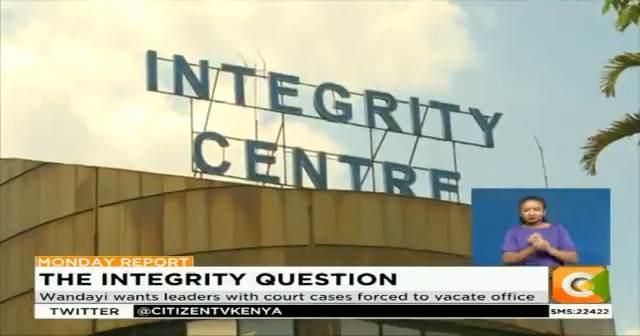 INTEGRITY
CENTRE
MONDAY REPORT
THE INTEGRITY QUESTION
Wandayi wants leaders with court cases forced to vacate office
TWITTER @CITIZENTVKENYA SMS:22422